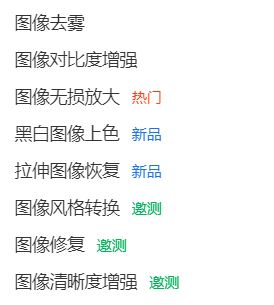 图像去雾
图像对比度增强
图像无损放大 热门
黑白图像上色 新品
拉伸图像恢复 新品
图像风格转换 邀测
图像修复 邀测
图像清晰度增强 邀测